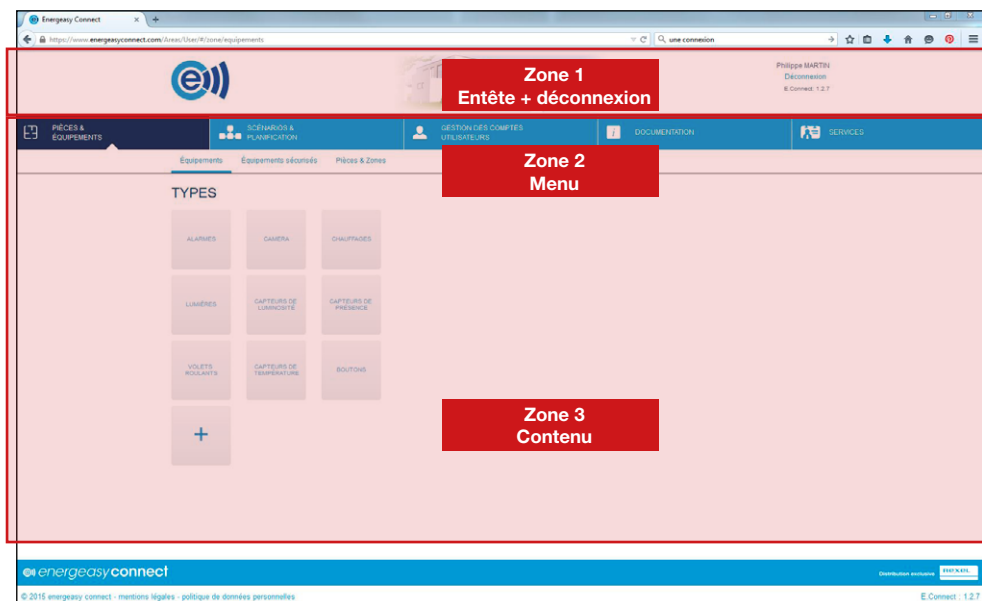 Energeasy Connect
https://www.energeasyconnect.com/Areas/User/#/zone/equipements
une connexion
Zone 1
Entête + déconnexion
Philippe MARTIN
Déconnexion
E.Connect: 1.2.7
PIÈCES &
ÉQUIPEMENTS
SCÉNARIOS &
PLANIFICATION
GESTION DES COMPTES
UTILISATEURS
i
DOCUMENTATION
SERVICES
Équipements
Équipements sécurisés
Pièces & Zones
Zone 2
Menu
TYPES
ALARMES
CAMÉRA
CHAUFFAGES
LUMIÈRES
CAPTEURS DE
LUMINOSITÉ
CAPTEURS DE
PRÉSENCE
VOLETS
ROULANTS
CAPTEURS DE
TEMPÉRATURE
BOUTONS
+
Zone 3
Contenu
energeasyconnect
Distribution exclusive
REXEL
© 2015 energeasy connect - mentions légales - politique de données personnelles
E.Connect : 1.2.7